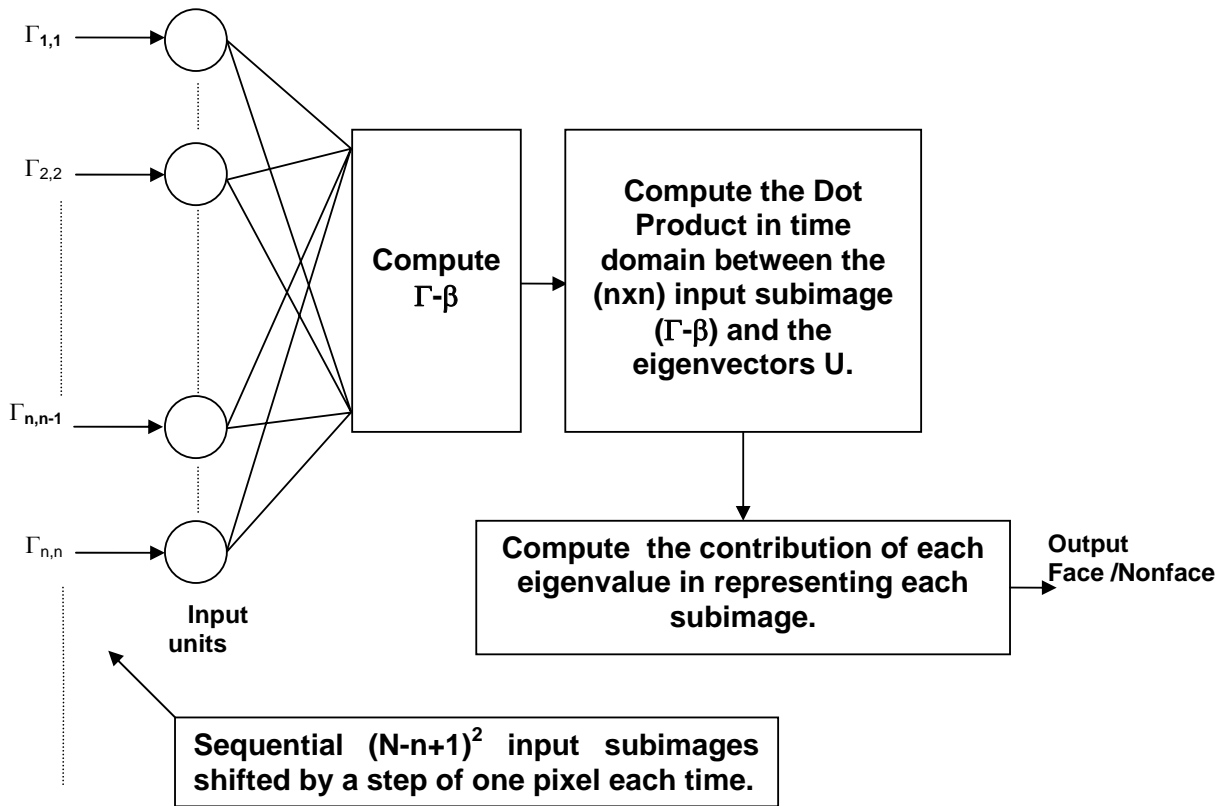 Γ1,1
Γ2,2
Γn,n-1
Γn,n
Input
units
Compute
Γ-β
Compute the Dot
Product in time
domain between the
(nxn) input subimage
(Γ-β) and the
eigenvectors U.
Compute the contribution of each
eigenvalue in representing each
subimage.
Output
Face /Nonface
Sequential (N-n+1)² input subimages
shifted by a step of one pixel each time.